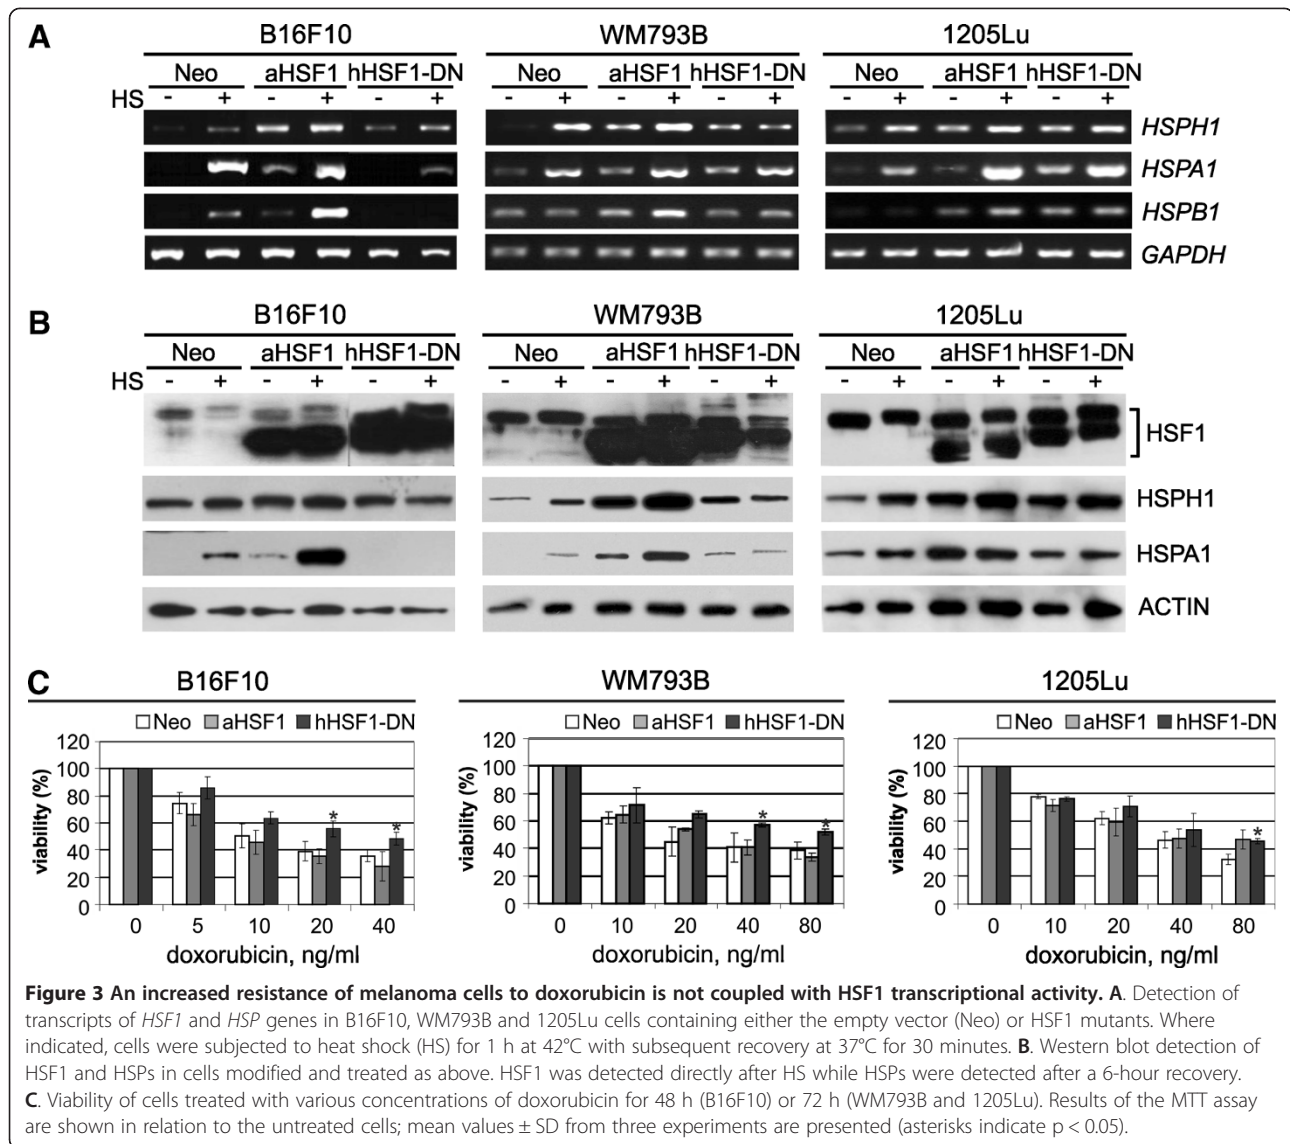 A
B16F10 WM793B 1205Lu
Neo aHSF1 hHSF1-DN Neo aHSF1 hHSF1-DN Neo aHSF1 hHSF1-DN
HS - + - + - + - + - + - + - + - + - +
HSPH1
HSPA1
HSPB1
GAPDH
B
B16F10 WM793B 1205Lu
Neo aHSF1 hHSF1-DN Neo aHSF1 hHSF1-DN Neo aHSF1 hHSF1-DN
HS - + - + - + - + - + - + - + - + - +
HSF1
HSPH1
HSPA1
ACTIN
C
B16F10 WM793B 1205Lu
Neo aHSF1 hHSF1-DN Neo aHSF1 hHSF1-DN Neo aHSF1 hHSF1-DN
120 120 120
100 100 100
80 80 80
60 * 60 * 60
40 * 40 * 40 *
20 20 20
0 0 0
viability (%) viability (%) viability (%)
0 5 10 20 40 0 10 20 40 80 0 10 20 40 80
doxorubicin, ng/ml doxorubicin, ng/ml doxorubicin, ng/ml
Figure 3 An increased resistance of melanoma cells to doxorubicin is not coupled with HSF1 transcriptional activity. A. Detection of
transcripts of HSF1 and HSP genes in B16F10, WM793B and 1205Lu cells containing either the empty vector (Neo) or HSF1 mutants. Where
indicated, cells were subjected to heat shock (HS) for 1 h at 42°C with subsequent recovery at 37°C for 30 minutes. B. Western blot detection of
HSF1 and HSPs in cells modified and treated as above. HSF1 was detected directly after HS while HSPs were detected after a 6-hour recovery.
C. Viability of cells treated with various concentrations of doxorubicin for 48 h (B16F10) or 72 h (WM793B and 1205Lu). Results of the MTT assay
are shown in relation to the untreated cells; mean values ± SD from three experiments are presented (asterisks indicate p < 0.05).